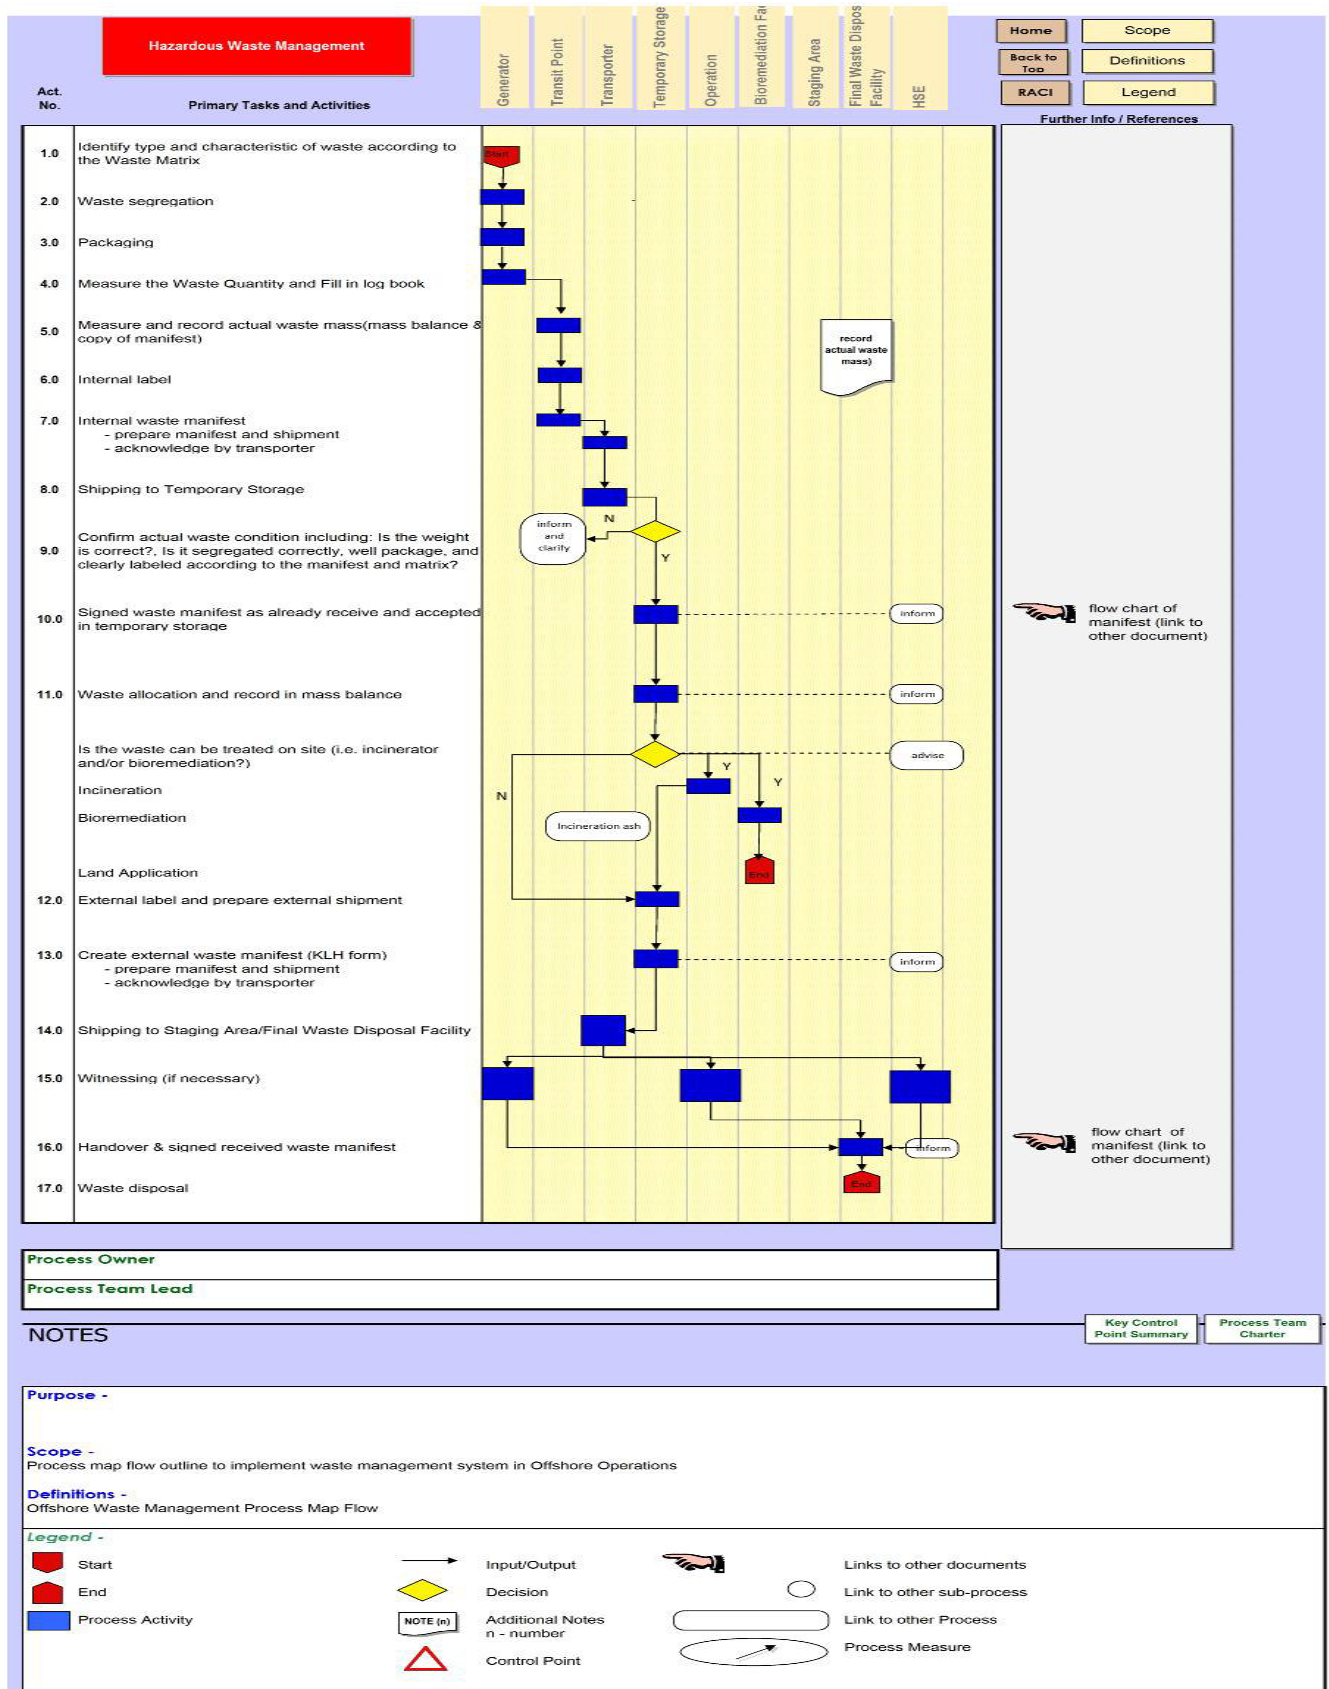 Hazardous Waste Management
Act.
No.
Primary Tasks and Activities
Generator
Transit Point
Transporter
Temporary Storage
Operation
Bioremediation
Staging Area
Final Waste
Facility
HSE
Home
Scope
Back to
Top
Definitions
RACI
Legend
Further Info / References
1.0 Identify type and characteristic of waste according to
the Waste Matrix
Start
2.0 Waste segregation
3.0 Packaging
4.0 Measure the Waste Quantity and Fill in log book
5.0 Measure and record actual waste mass(mass balance &
copy of manifest)
record
actual waste
mass)
6.0 Internal label
7.0 Internal waste manifest
- prepare manifest and shipment
- acknowledge by transporter
8.0 Shipping to Temporary Storage
N
inform
and
clarify
Y
9.0 Confirm actual waste condition including: Is the weight
is correct?, Is it segregated correctly, well package, and
clearly labeled according to the manifest and matrix?
10.0 Signed waste manifest as already receive and accepted
in temporary storage
inform
flow chart of
manifest (link to
other document)
11.0 Waste allocation and record in mass balance
inform
Is the waste can be treated on site (i.e. incinerator
and/or bioremediation?)
advise
Y
Y
N
Incineration
Bioremediation
Incineration ash
Land Application
End
12.0 External label and prepare external shipment
13.0 Create external waste manifest (KLH form)
- prepare manifest and shipment
- acknowledge by transporter
inform
14.0 Shipping to Staging Area/Final Waste Disposal Facility
15.0 Witnessing (if necessary)
16.0 Handover & signed received waste manifest
inform
flow chart of
manifest (link to
other document)
17.0 Waste disposal
End
Process Owner
Process Team Lead
NOTES
Key Control
Point Summary
Process Team
Charter
Purpose -
Scope -
Process map flow outline to implement waste management system in Offshore Operations
Definitions -
Offshore Waste Management Process Map Flow
Legend -
Start
Input/Output
Links to other documents
End
Decision
Link to other sub-process
Process Activity
NOTE (n)
Additional Notes
n - number
Link to other Process
Control Point
Process Measure